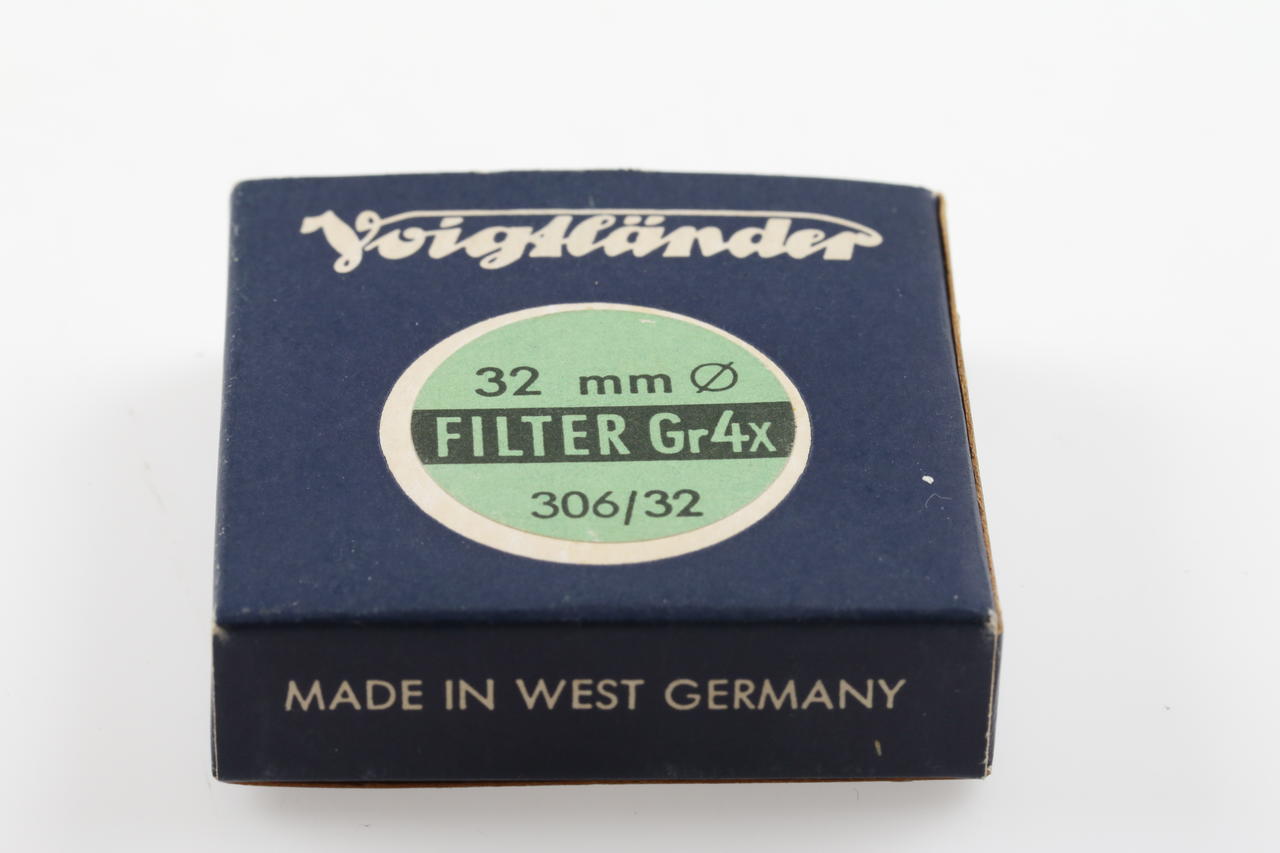 Voigtländer
32 mm Ø
FILTER Gr4x
306/32
MADE IN WEST GERMANY